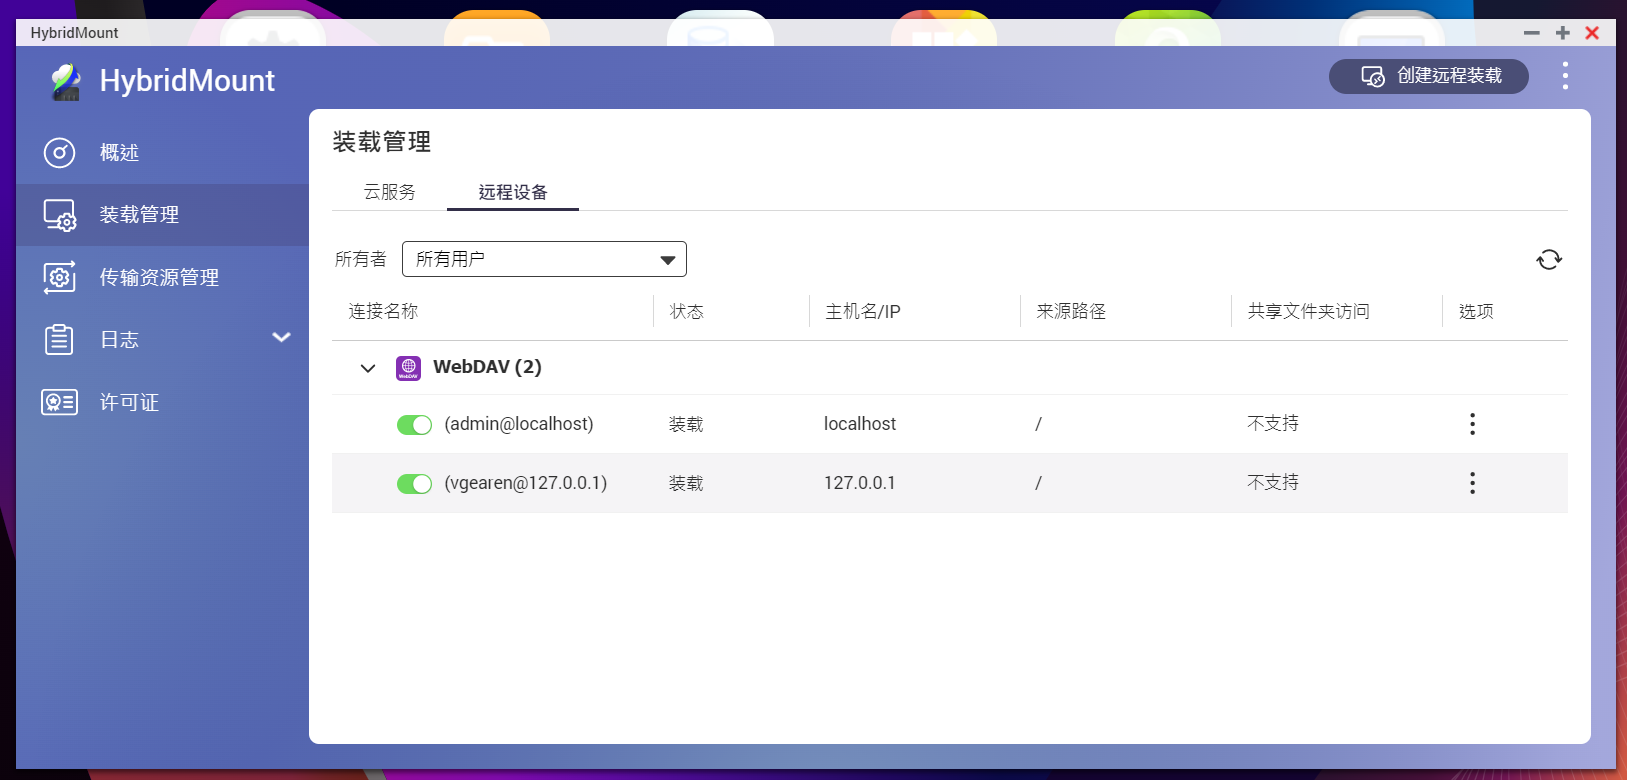 HybridMount
HybridMount
创建远程装载
概述
装载管理
传输资源管理
日志
许可证
装载管理
云服务 远程设备
所有者 所有用户
连接名称 状态 主机名/IP 来源路径 共享文件夹访问 选项
WebDAV WebDAV (2)
(admin@localhost) 装载 localhost / 不支持
(vgearen@127.0.0.1) 装载 127.0.0.1 / 不支持